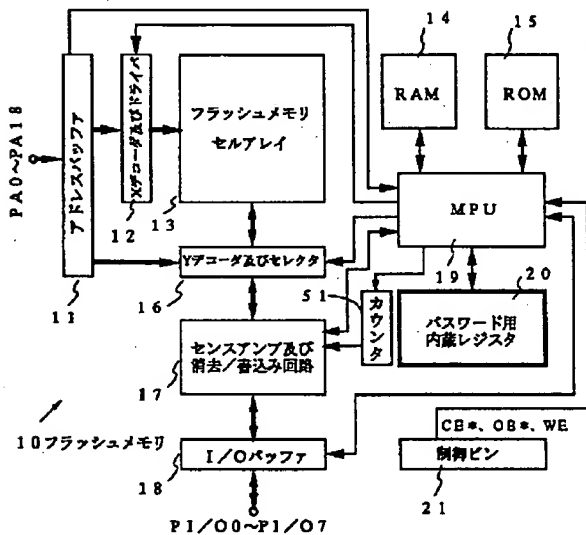 14
15
RAM
ROM
PA0~PA18
アドレスバッファ
11
Xデコーダ及びドライバ
12
フラッシュメモリ
セルアレイ
13
MPU
19
20
Yデコーダ及びセレクタ
16
51
カウンタ
パスワード用
内蔵レジスタ
センスアンプ及び
消去/書込み回路
17
10フラッシュメモリ
I/Oバッファ
18
CE*、OE*、WE
制御ピン
21
PI/O0~PI/O7